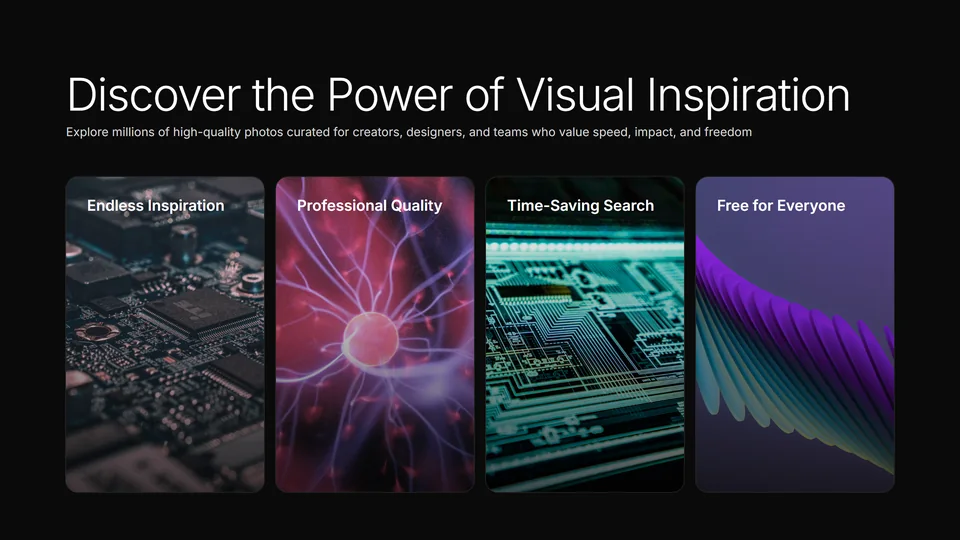 Discover the Power of Visual Inspiration
Explore millions of high-quality photos curated for creators, designers, and teams who value speed, impact, and freedom
Endless Inspiration
Professional Quality
Time-Saving Search
Free for Everyone